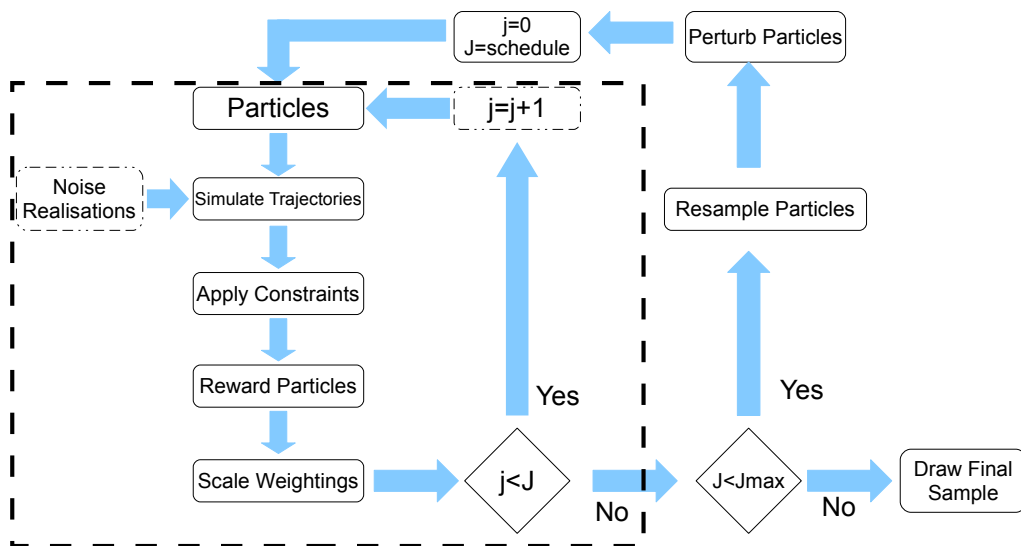 j=0
J=schedule
Perturb Particles
Particles
j=j+1
Noise
Realisations
Simulate Trajectories
Resample Particles
Apply Constraints
Reward Particles
Yes
Yes
Scale Weightings
j<J
No
J<Jmax
No
Draw Final
Sample